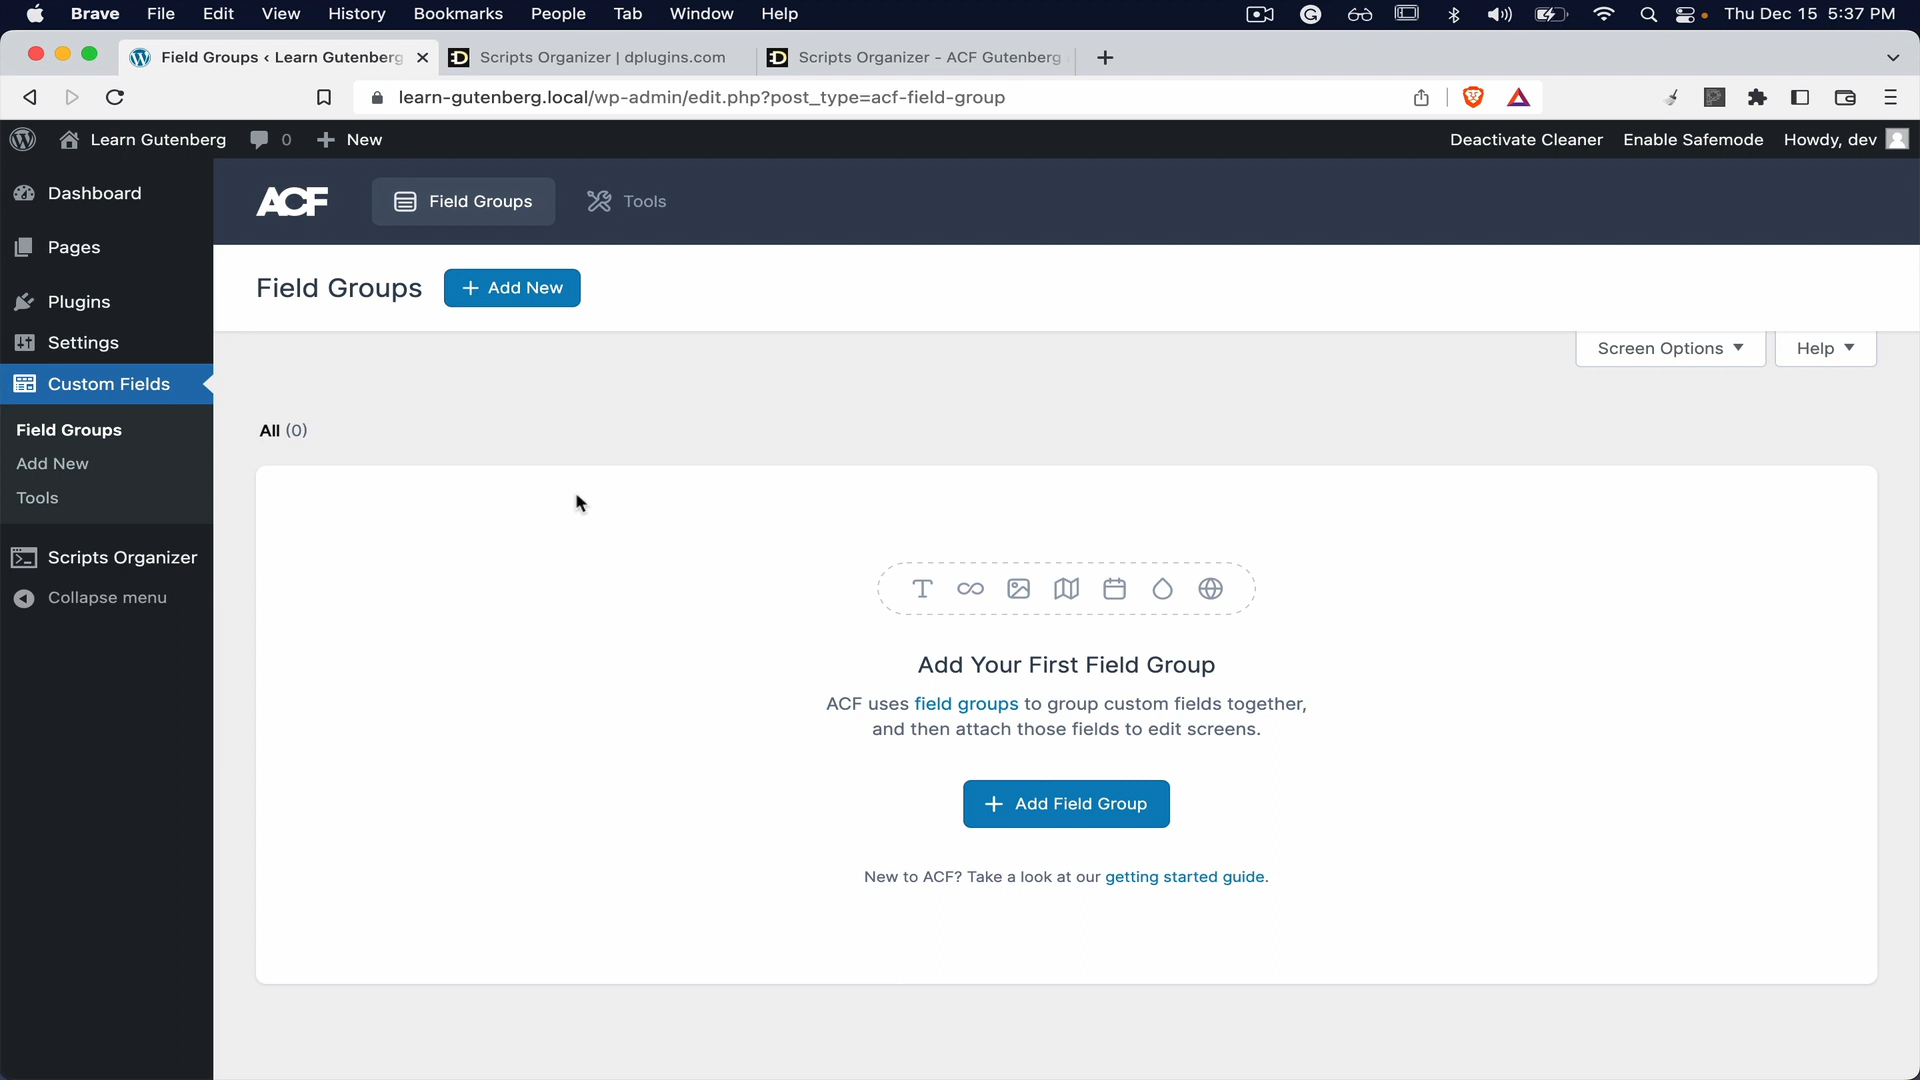 Brave File Edit View History Bookmarks People Tab Window Help
Thu Dec 15 5:37 PM
Field Groups ‹ Learn Gutenberg
Scripts Organizer | dplugins.com
Scripts Organizer - ACF Gutenberg
learn-gutenberg.local/wp-admin/edit.php?post_type=acf-field-group
Learn Gutenberg 0 New
Deactivate Cleaner Enable Safemode Howdy, dev
Dashboard
Pages
Plugins
Settings
Custom Fields
Field Groups
Add New
Tools
Scripts Organizer
Collapse menu
ACF Field Groups Tools
Field Groups + Add New
Screen Options Help
All (0)
Add Your First Field Group
ACF uses field groups to group custom fields together,
and then attach those fields to edit screens.
+ Add Field Group
New to ACF? Take a look at our getting started guide.